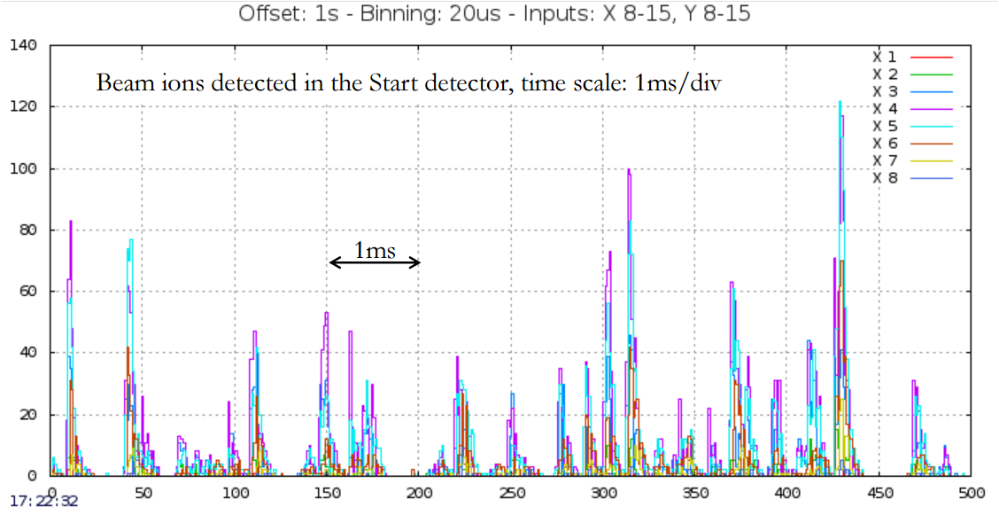 Offset: 1s - Binning: 20us - Inputs: X 8-15, Y 8-15
140
120
100
80
60
40
20
0
Beam ions detected in the Start detector, time scale: 1ms/div
X 1
X 2
X 3
X 4
X 5
X 6
X 7
X 8
1ms
0 50 100 150 200 250 300 350 400 450 500
17:22:32